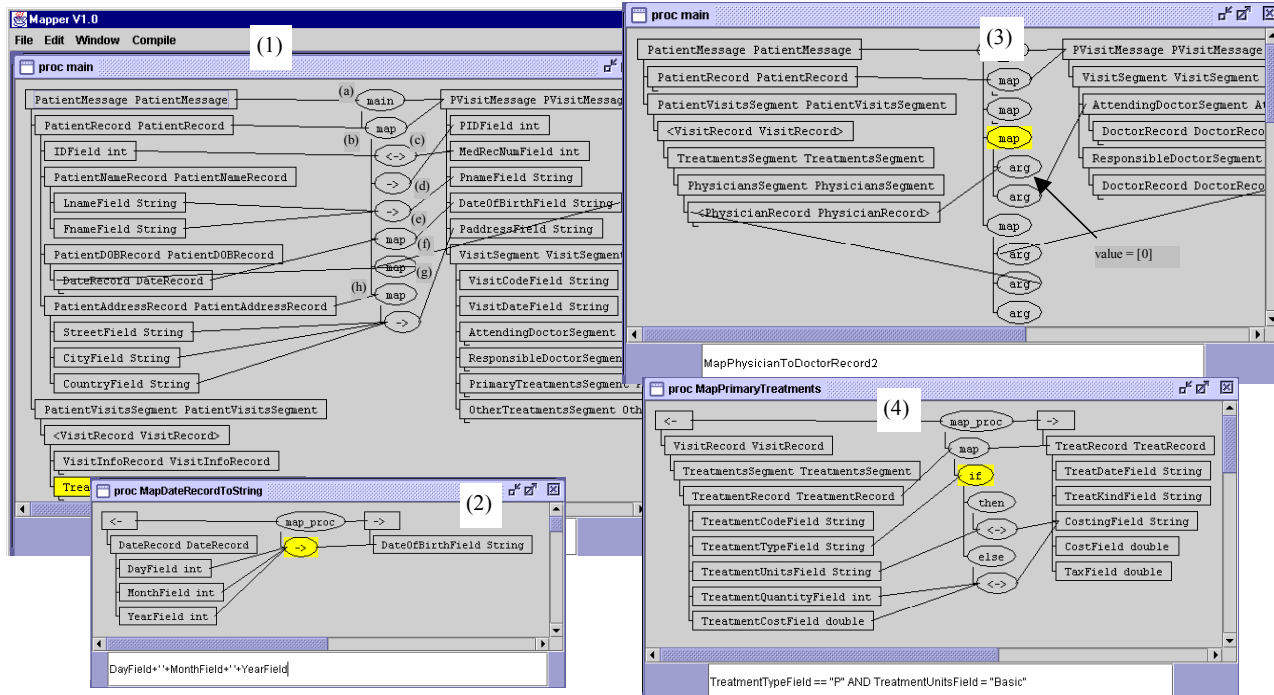 Mapper V1.0
File Edit Window Compile
(1)
proc main
PatientMessage PatientMessage
(a)
main
PVisitMessage PVisitMessage
PatientRecord PatientRecord
(b)
map
(c)
PIDField int
IDField int
<->
MedRecNumField int
PatientNameRecord PatientNameRecord
->
(d)
PnameField String
LnameField String
->
DateOfBirthField String
FnameField String
(e)
PaddressField String
PatientDOBRecord PatientDOBRecord
map
(f)
VisitSegment VisitSegment
DateRecord DateRecord
map
(g)
VisitCodeField String
PatientAddressRecord PatientAddressRecord
(h)
map
VisitDateField String
StreetField String
->
AttendingDoctorSegment
CityField String
ResponsibleDoctorSegmen
CountryField String
PrimaryTreatmentsSegment
PatientVisitsSegment PatientVisitsSegment
OtherTreatmentsSegment Oth
<VisitRecord VisitRecord>
VisitInfoRecord VisitInfoRecord
Trea
proc MapDateRecordToString
(2)
<-
map_proc
->
DateRecord DateRecord
->
DateOfBirthField String
DayField int
MonthField int
YearField int
DayField+' '+MonthField+' '+YearField
proc main
(3)
PatientMessage PatientMessage
PVisitMessage PVisitMessage
PatientRecord PatientRecord
map
VisitSegment VisitSegment
PatientVisitsSegment PatientVisitsSegment
map
AttendingDoctorSegment At
<VisitRecord VisitRecord>
map
DoctorRecord DoctorReco
TreatmentsSegment TreatmentsSegment
arg
ResponsibleDoctorSegment
PhysiciansSegment PhysiciansSegment
arg
DoctorRecord DoctorReco
<PhysicianRecord PhysicianRecord>
map
arg
value = [0]
arg
arg
MapPhysicianToDoctorRecord2
proc MapPrimaryTreatments
(4)
<-
map_proc
->
VisitRecord VisitRecord
map
TreatRecord TreatRecord
TreatmentsSegment TreatmentsSegment
if
TreatDateField String
TreatmentRecord TreatmentRecord
then
TreatKindField String
TreatmentCodeField String
<->
CostingField String
TreatmentTypeField String
else
CostField double
TreatmentUnitsField String
<->
TaxField double
TreatmentQuantityField int
TreatmentCostField double
TreatmentTypeField == "P" AND TreatmentUnitsField = "Basic"